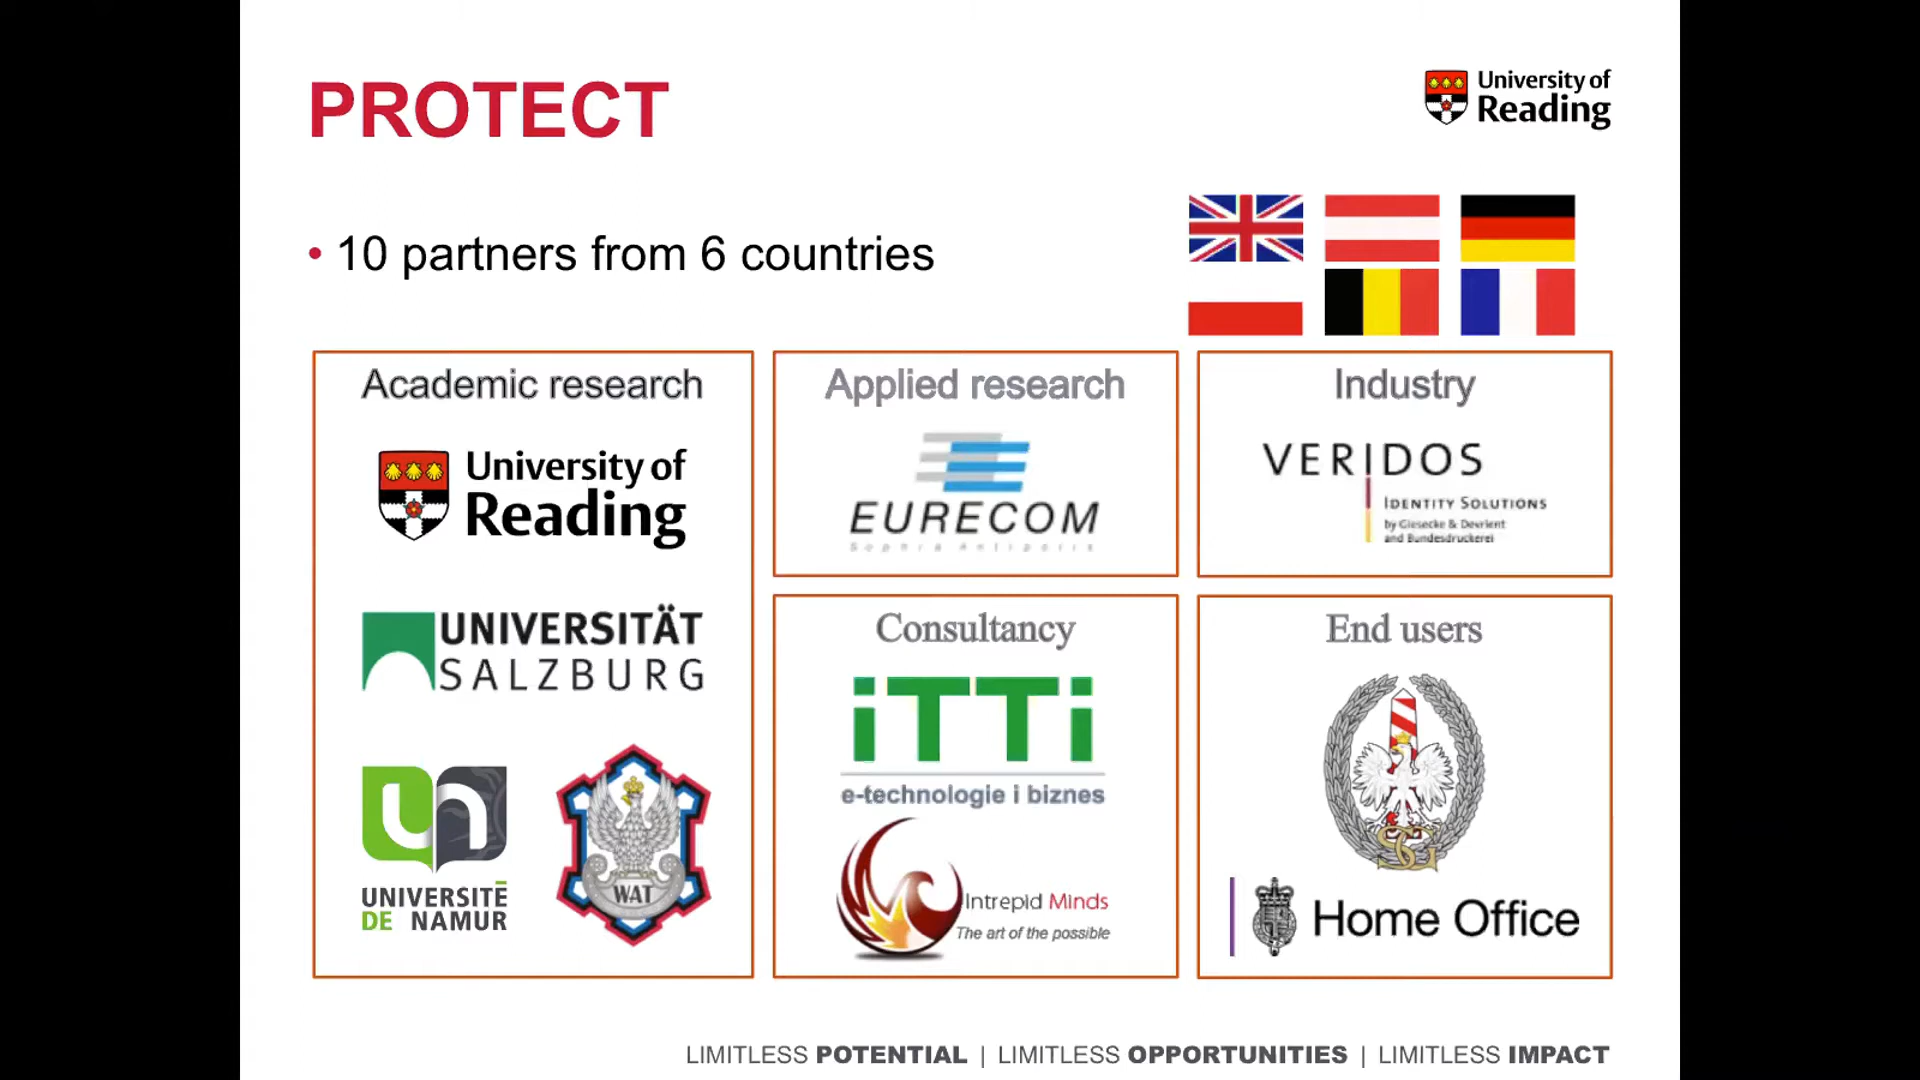 PROTECT
University of
Reading
• 10 partners from 6 countries
Academic research
University of
Reading
UNIVERSITÄT
SALZBURG
UNIVERSITĒ
DE NAMUR
WAT
Applied research
EURECOM
Sophia Antipolis
Industry
VERIDOS
IDENTITY SOLUTIONS
by Giesecke & Devrient
and Bundesdruckerei
Consultancy
iTTi
e-technologie i biznes
Intrepid Minds
The art of the possible
End users
SG
Home Office
LIMITLESS POTENTIAL | LIMITLESS OPPORTUNITIES | LIMITLESS IMPACT